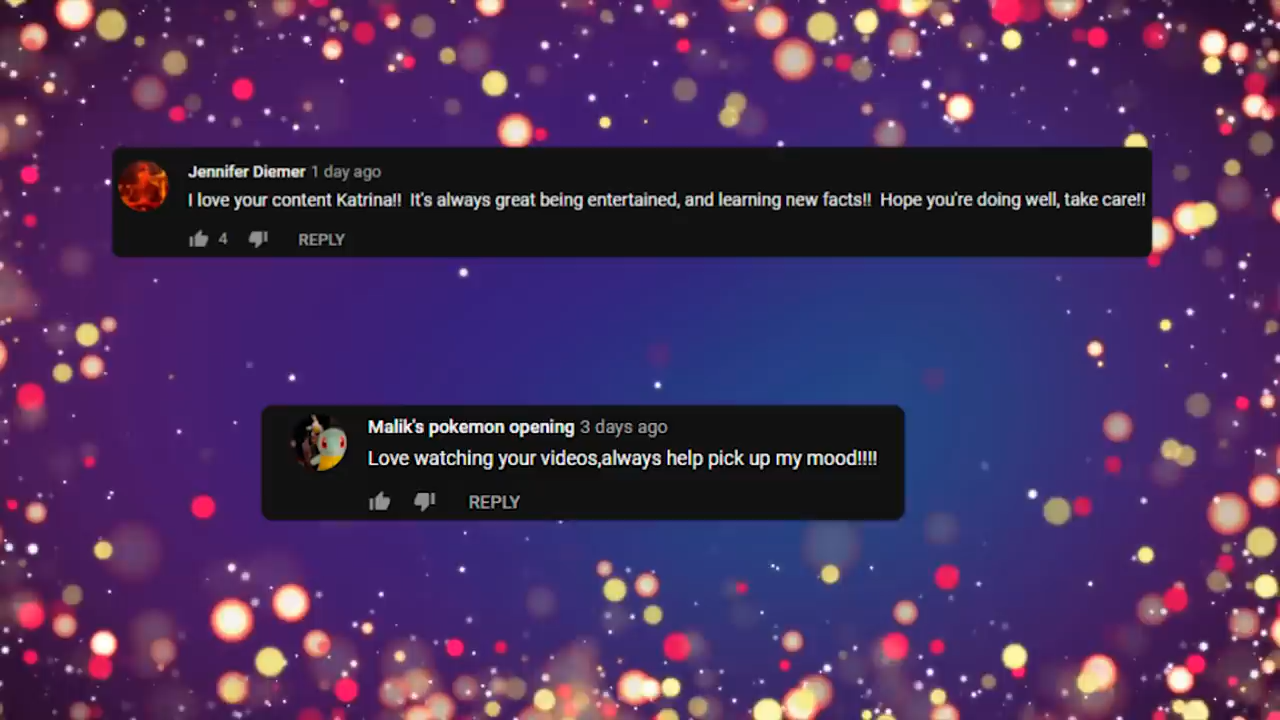 Jennifer Diemer 1 day ago
I love your content Katrina!! It's always great being entertained, and learning new facts!! Hope you're doing well, take care!!
4 REPLY
Malik's pokemon opening 3 days ago
Love watching your videos,always help pick up my mood!!!!
REPLY